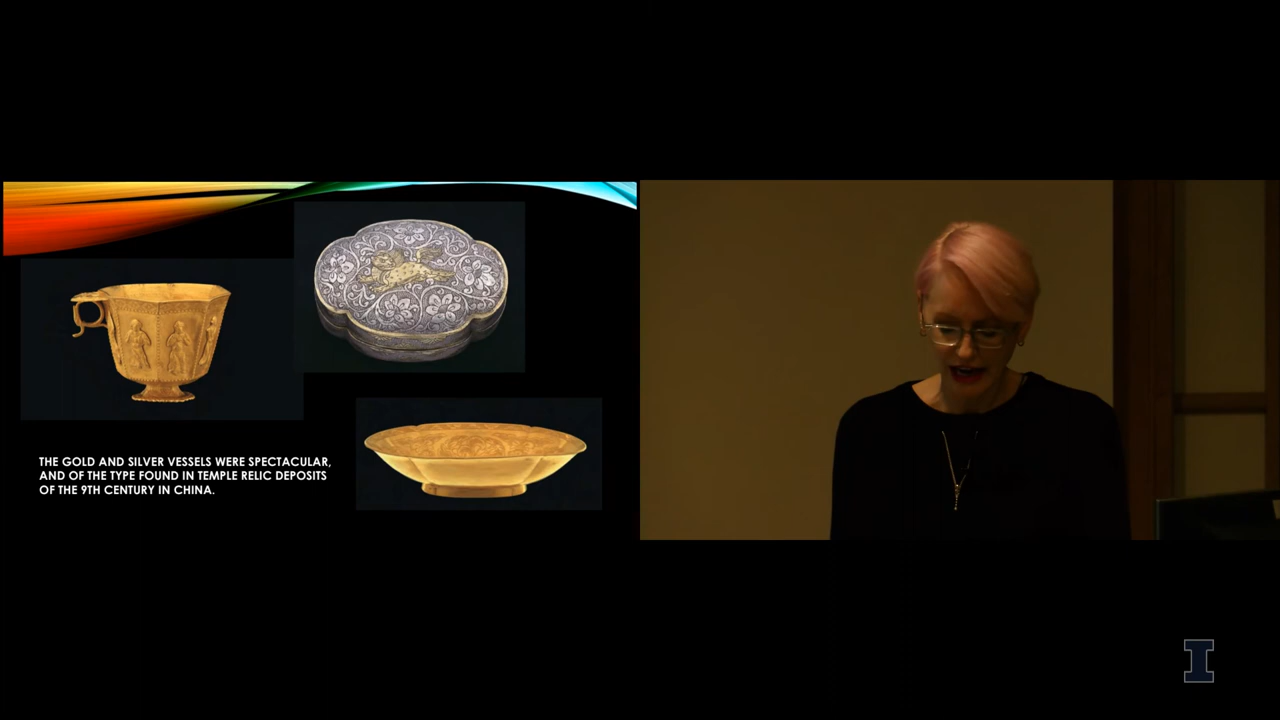 THE GOLD AND SILVER VESSELS WERE SPECTACULAR,
AND OF THE TYPE FOUND IN TEMPLE RELIC DEPOSITS
OF THE 9TH CENTURY IN CHINA.
I